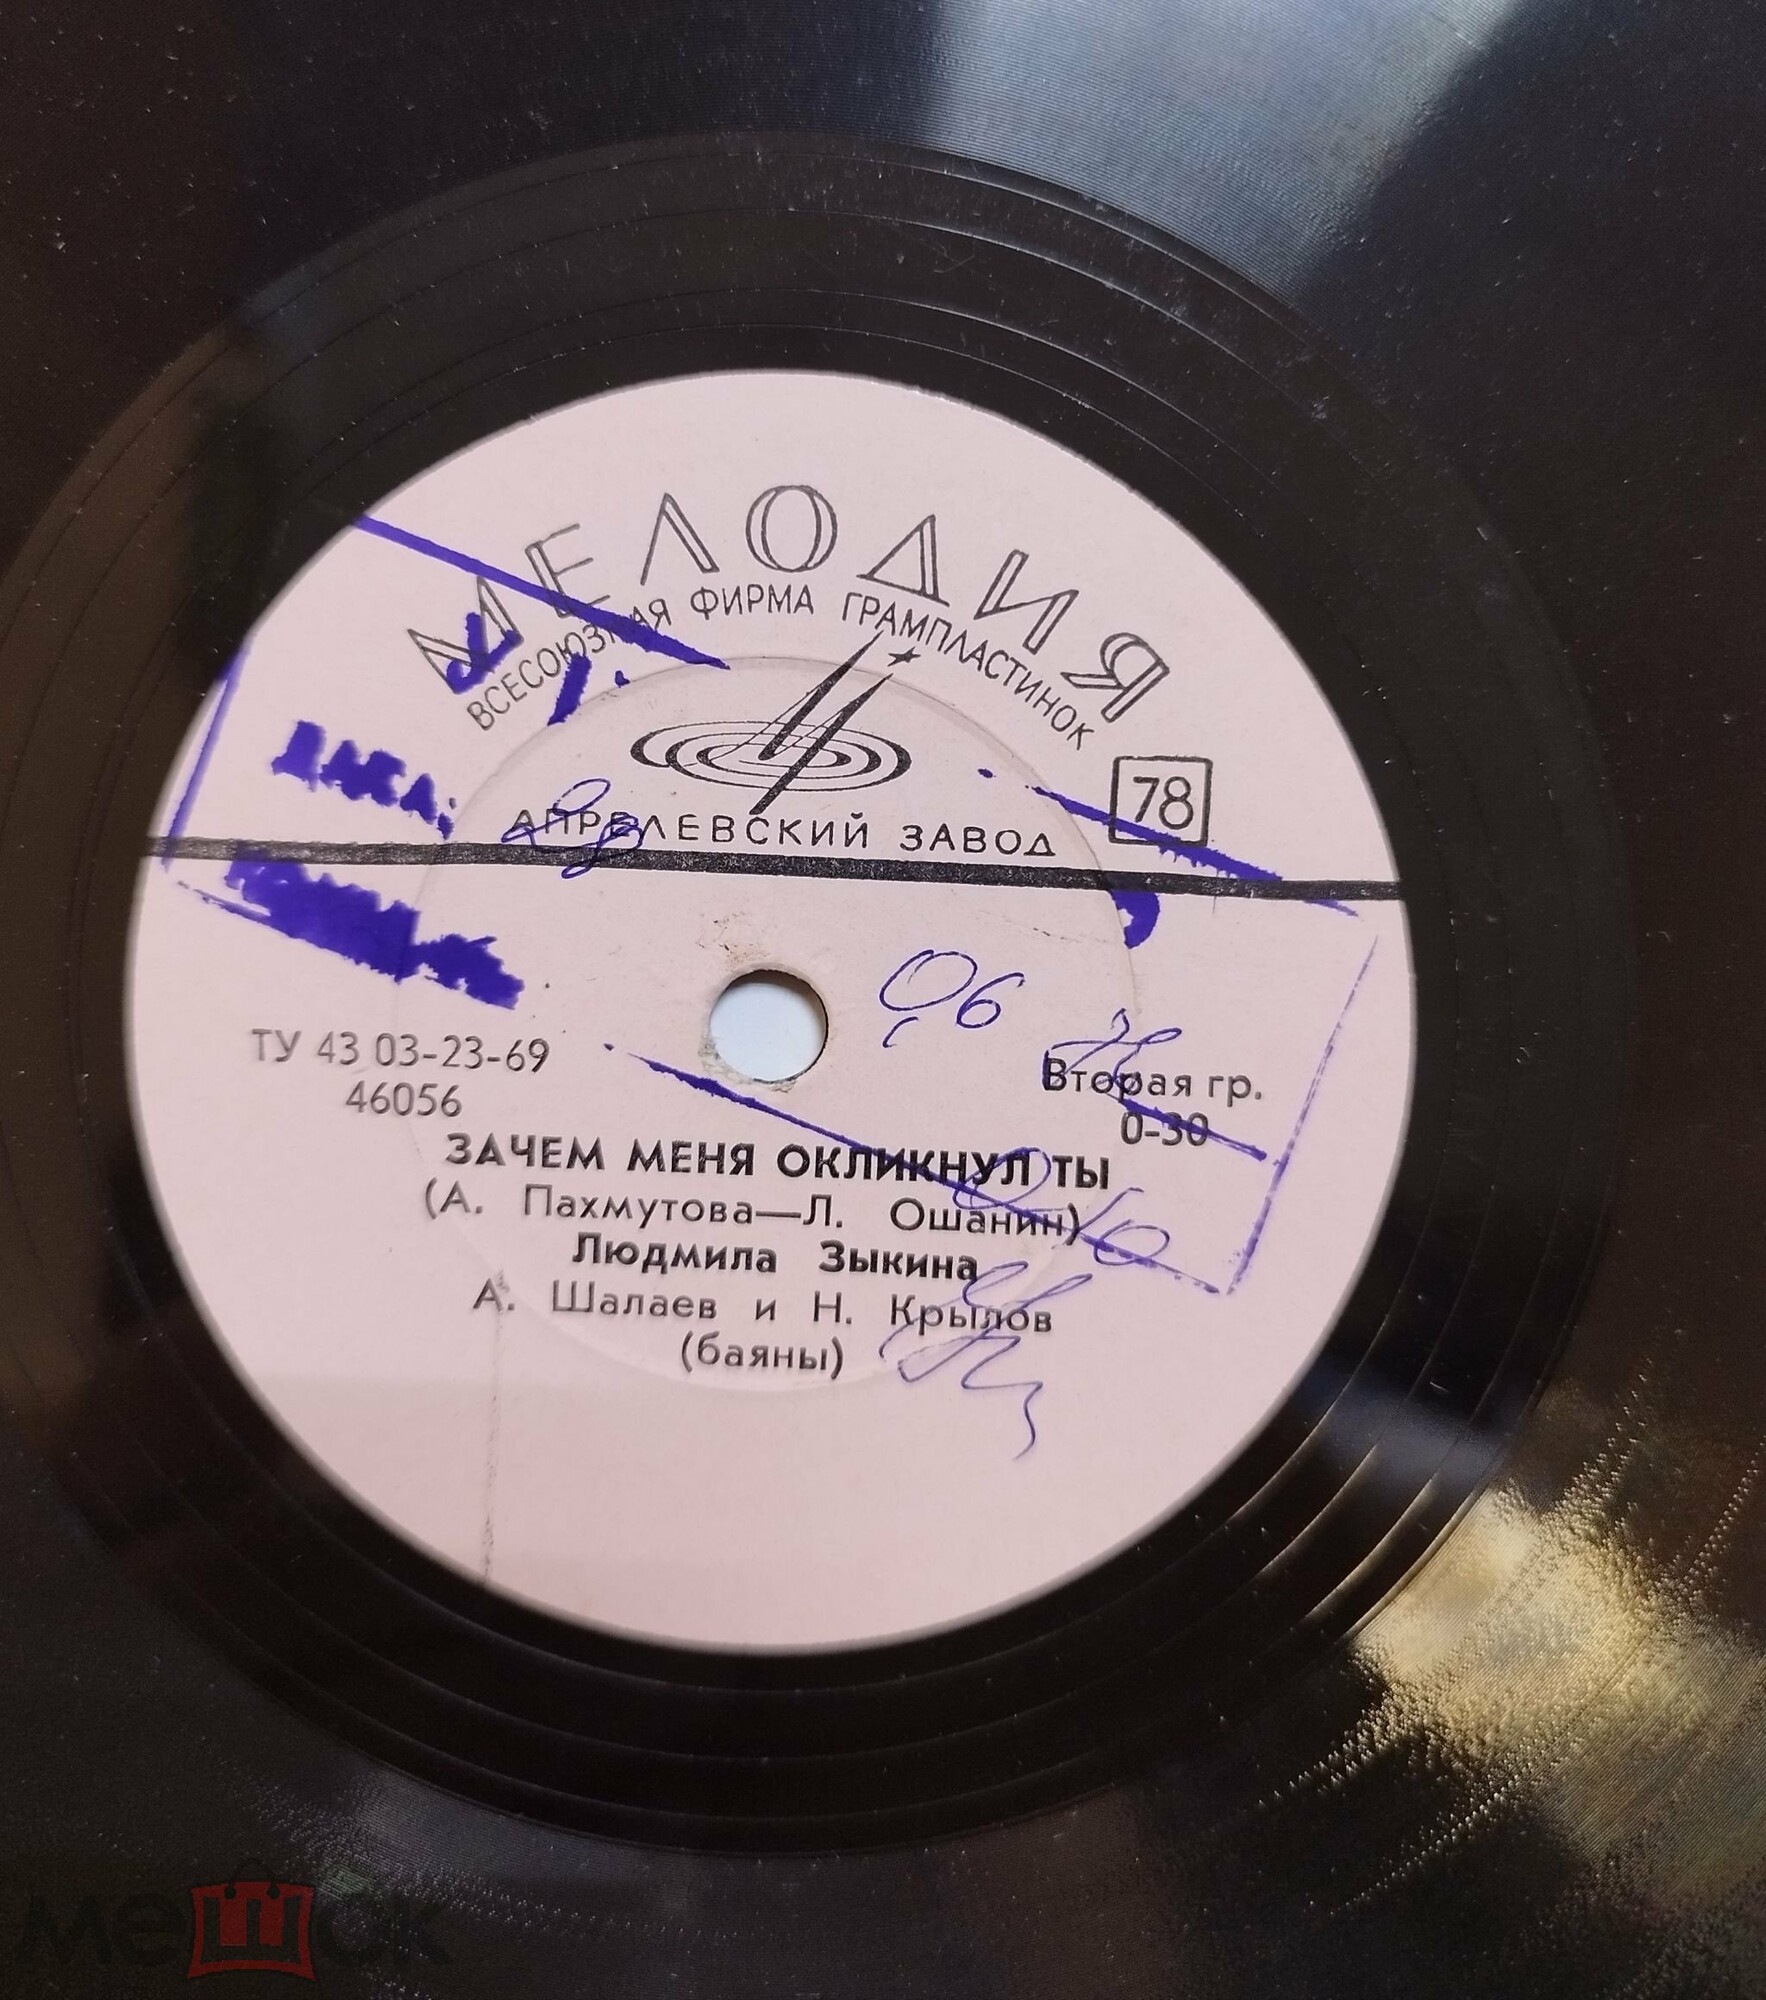 МЕЛОДИЯ
ВСЕСОЮЗНАЯ ФИРМА ГРАМПЛАСТИНОК
78
АПРЕЛЕВСКИЙ ЗАВОД
06
ТУ 43 03-23-69
46056
Вторая гр.
0-30
ЗАЧЕМ МЕНЯ ОКЛИКНУЛ ТЫ
(А. Пахмутова—Л. Ошанин)
Людмила Зыкина
А. Шалаев и Н. Крылов
(баяны)
мешок